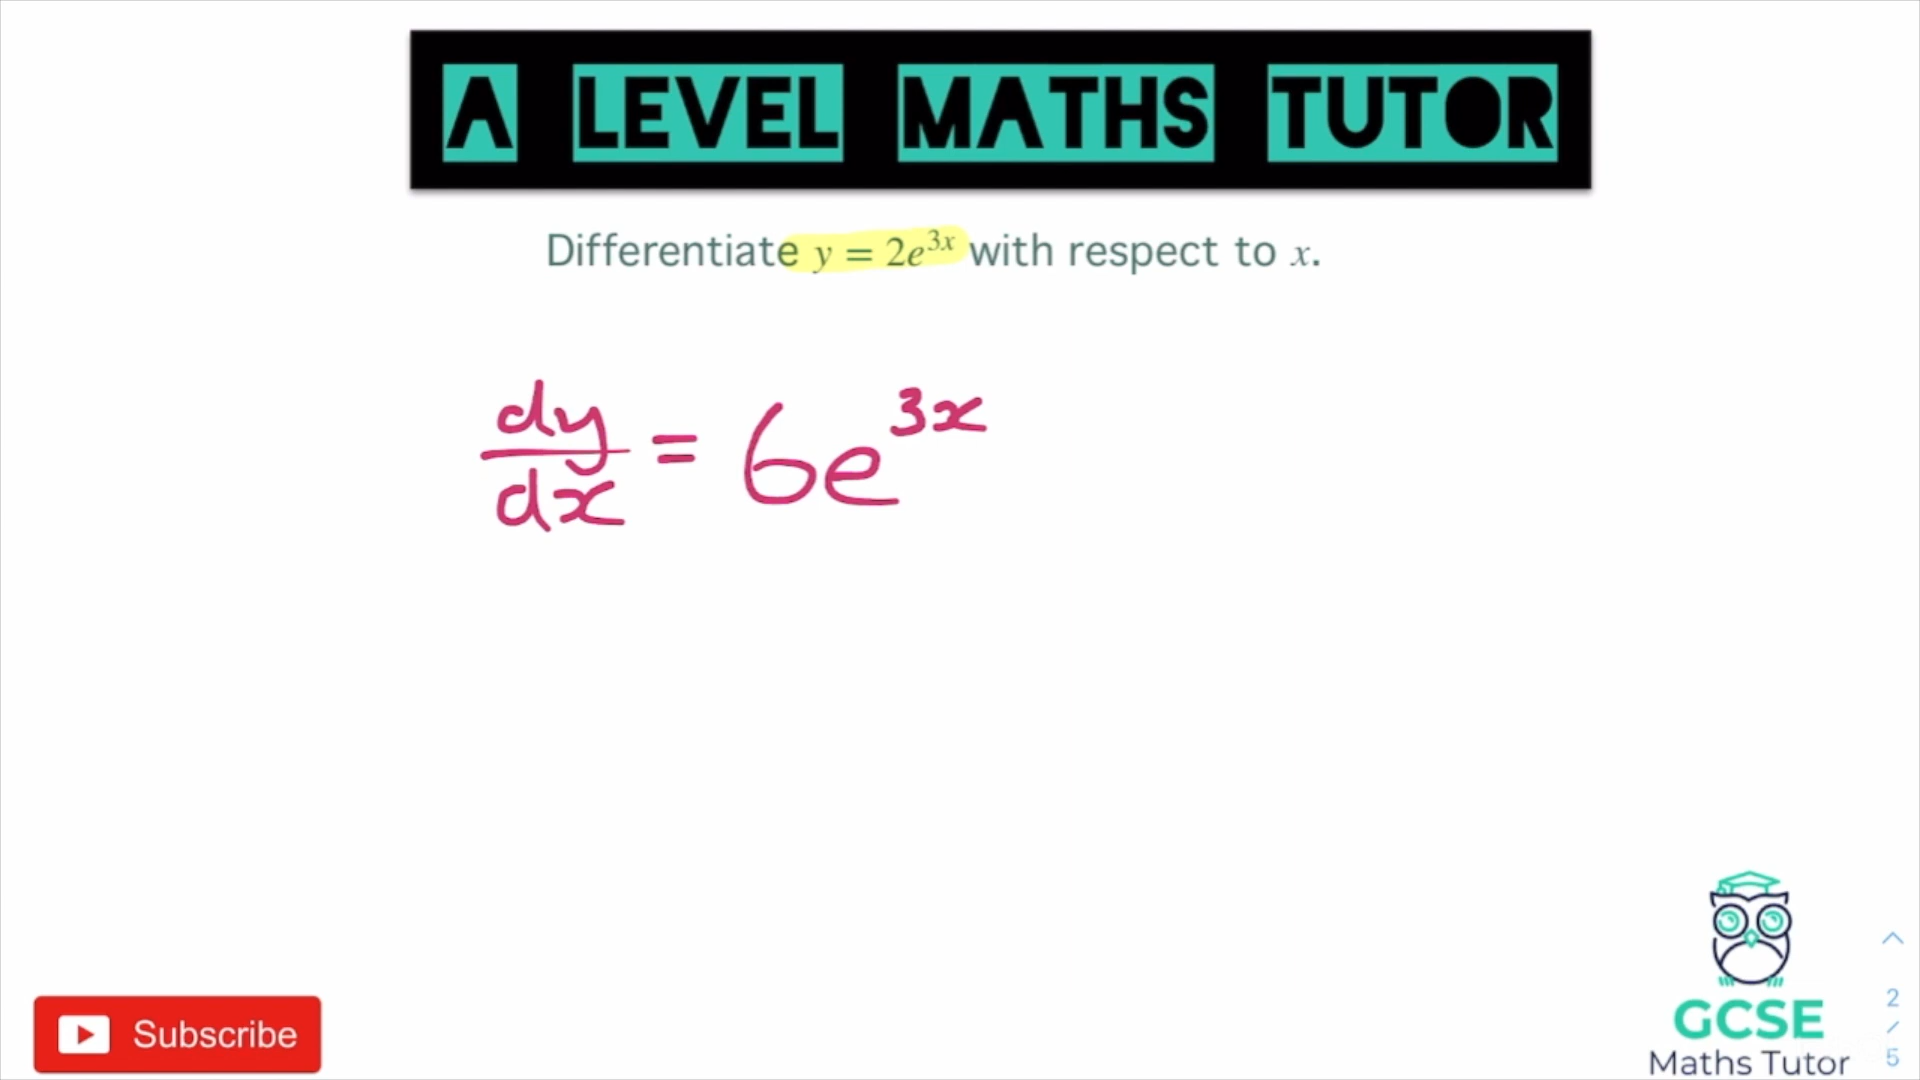 A LEVEL MATHS TUTOR
Differentiate y = 2e^{3x} with respect to x.
dy/dx = 6e^{3x}
Subscribe
GCSE
Maths Tutor
2
/
5